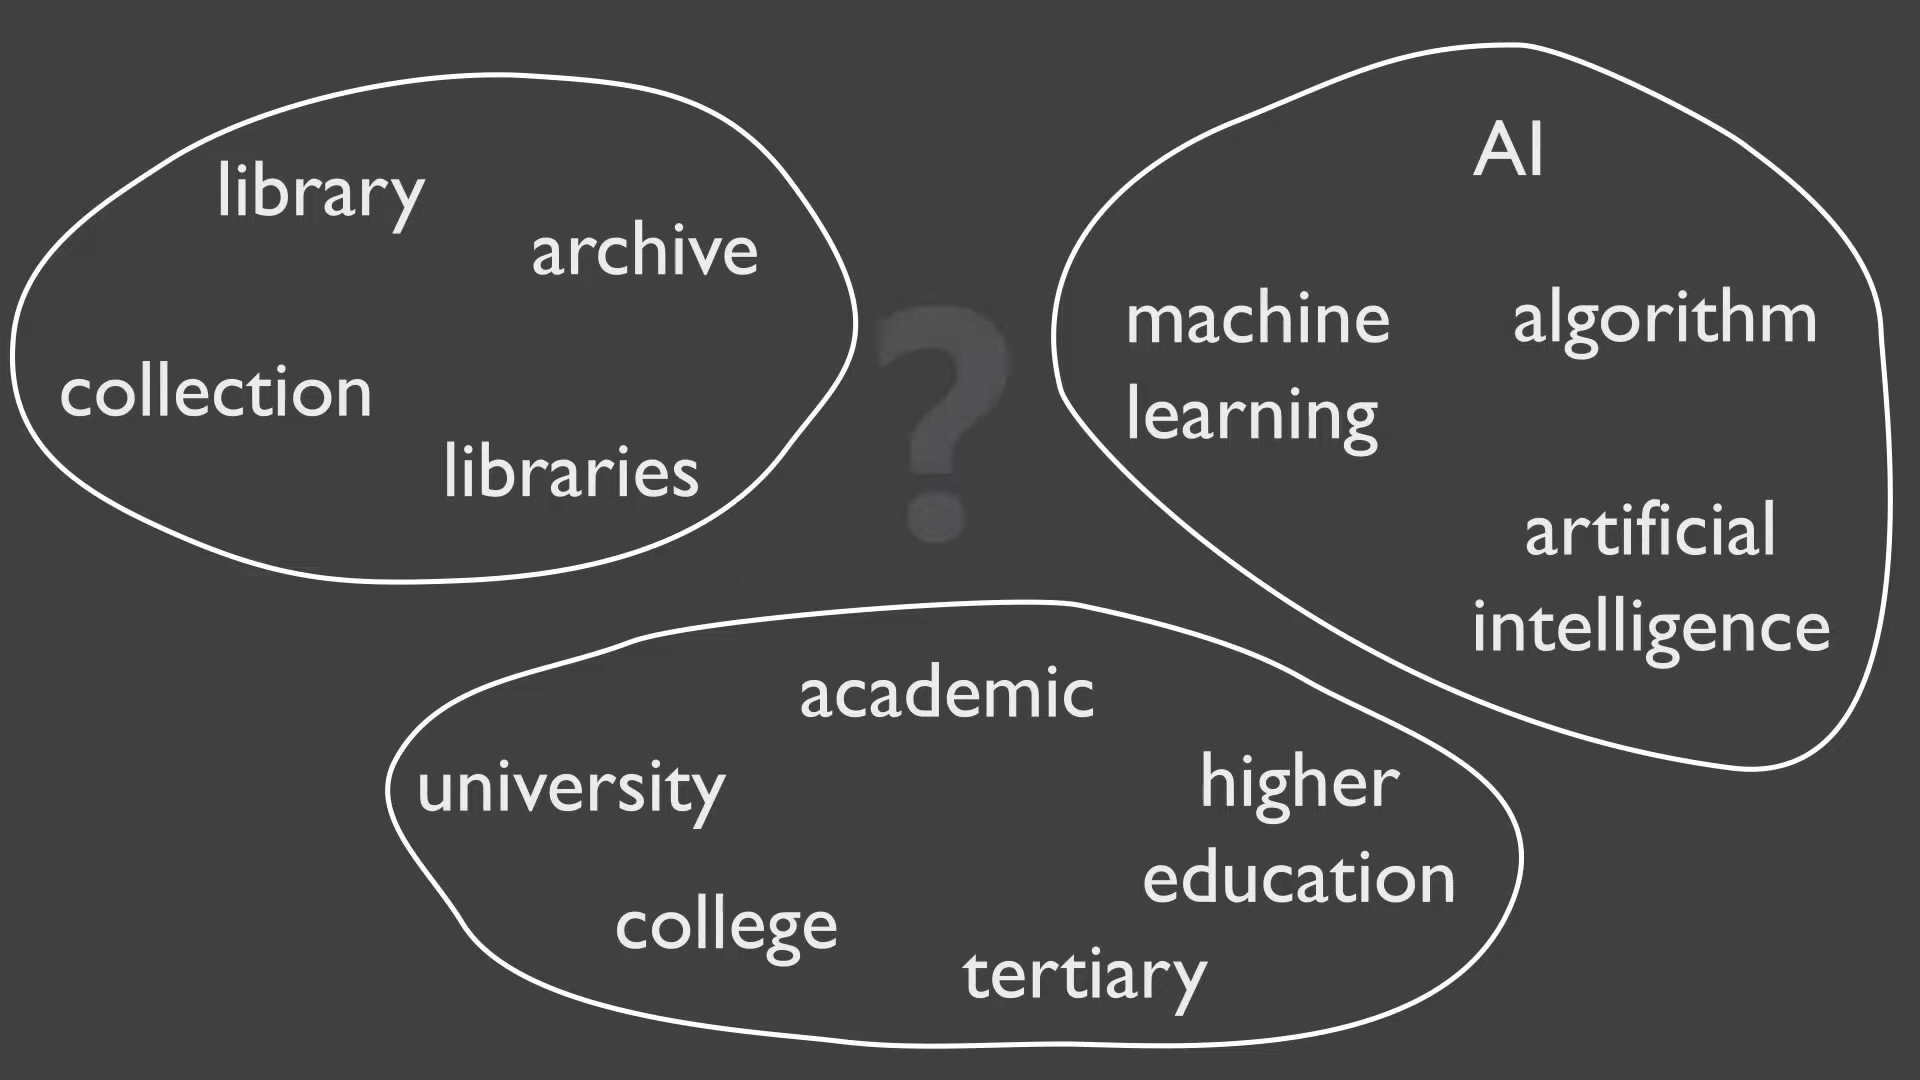 library
archive
collection
libraries
?
AI
machine
learning
algorithm
artificial
intelligence
academic
university
higher
education
college
tertiary